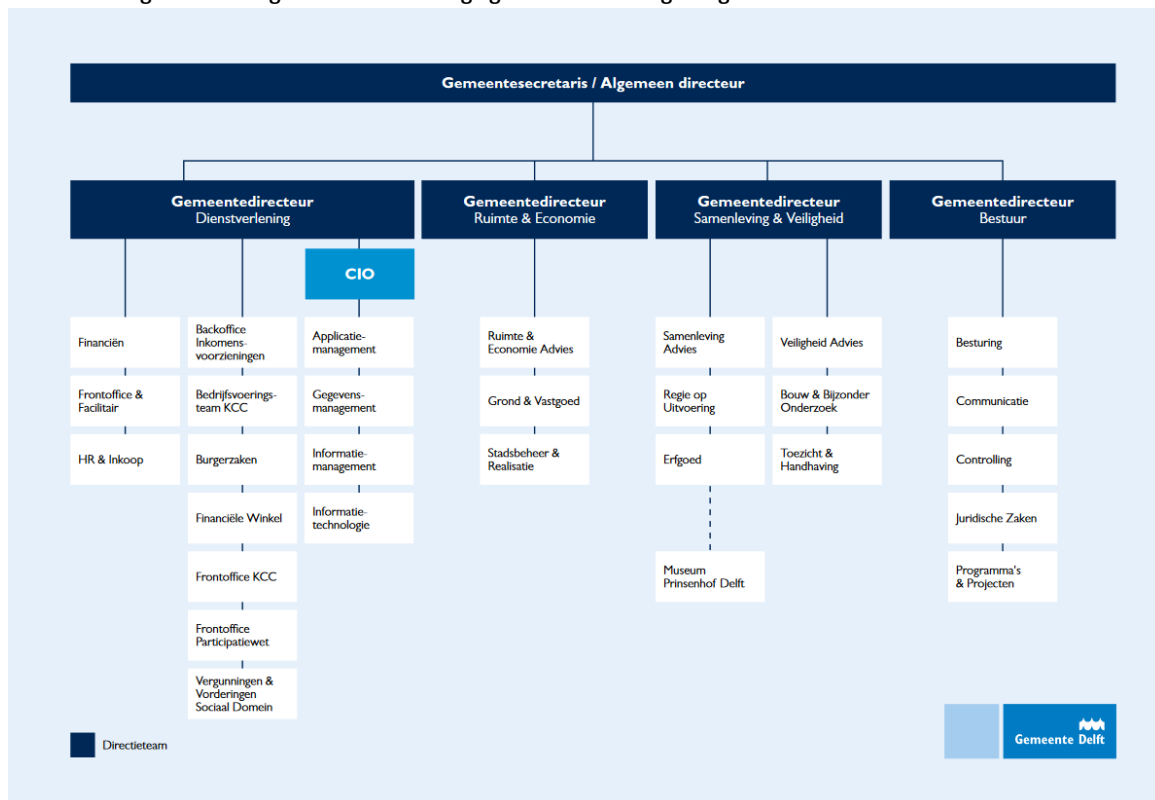 Gemeentesecretaris / Algemeen directeur
Gemeentedirecteur
Dienstverlening
Gemeentedirecteur
Ruimte & Economie
Gemeentedirecteur
Samenleving & Veiligheid
Gemeentedirecteur
Bestuur
CIO
Financiën
Frontoffice &
Facilitair
HR & Inkoop
Backoffice
Inkomens-
voorzieningen
Bedrijfsvoerings-
team KCC
Burgerzaken
Financiële Winkel
Frontoffice KCC
Frontoffice
Participatiewet
Vergunningen &
Vorderingen
Sociaal Domein
Applicatie-
management
Gegevens-
management
Informatie-
management
Informatie-
technologie
Ruimte &
Economie Advies
Grond & Vastgoed
Stadsbeheer &
Realisatie
Samenleving
Advies
Regie op
Uitvoering
Erfgoed
Museum
Prinsenhof Delft
Veiligheid Advies
Bouw & Bijzonder
Onderzoek
Toezicht &
Handhaving
Besturing
Communicatie
Controlling
Juridische Zaken
Programma's
& Projecten
Directieteam
Gemeente Delft